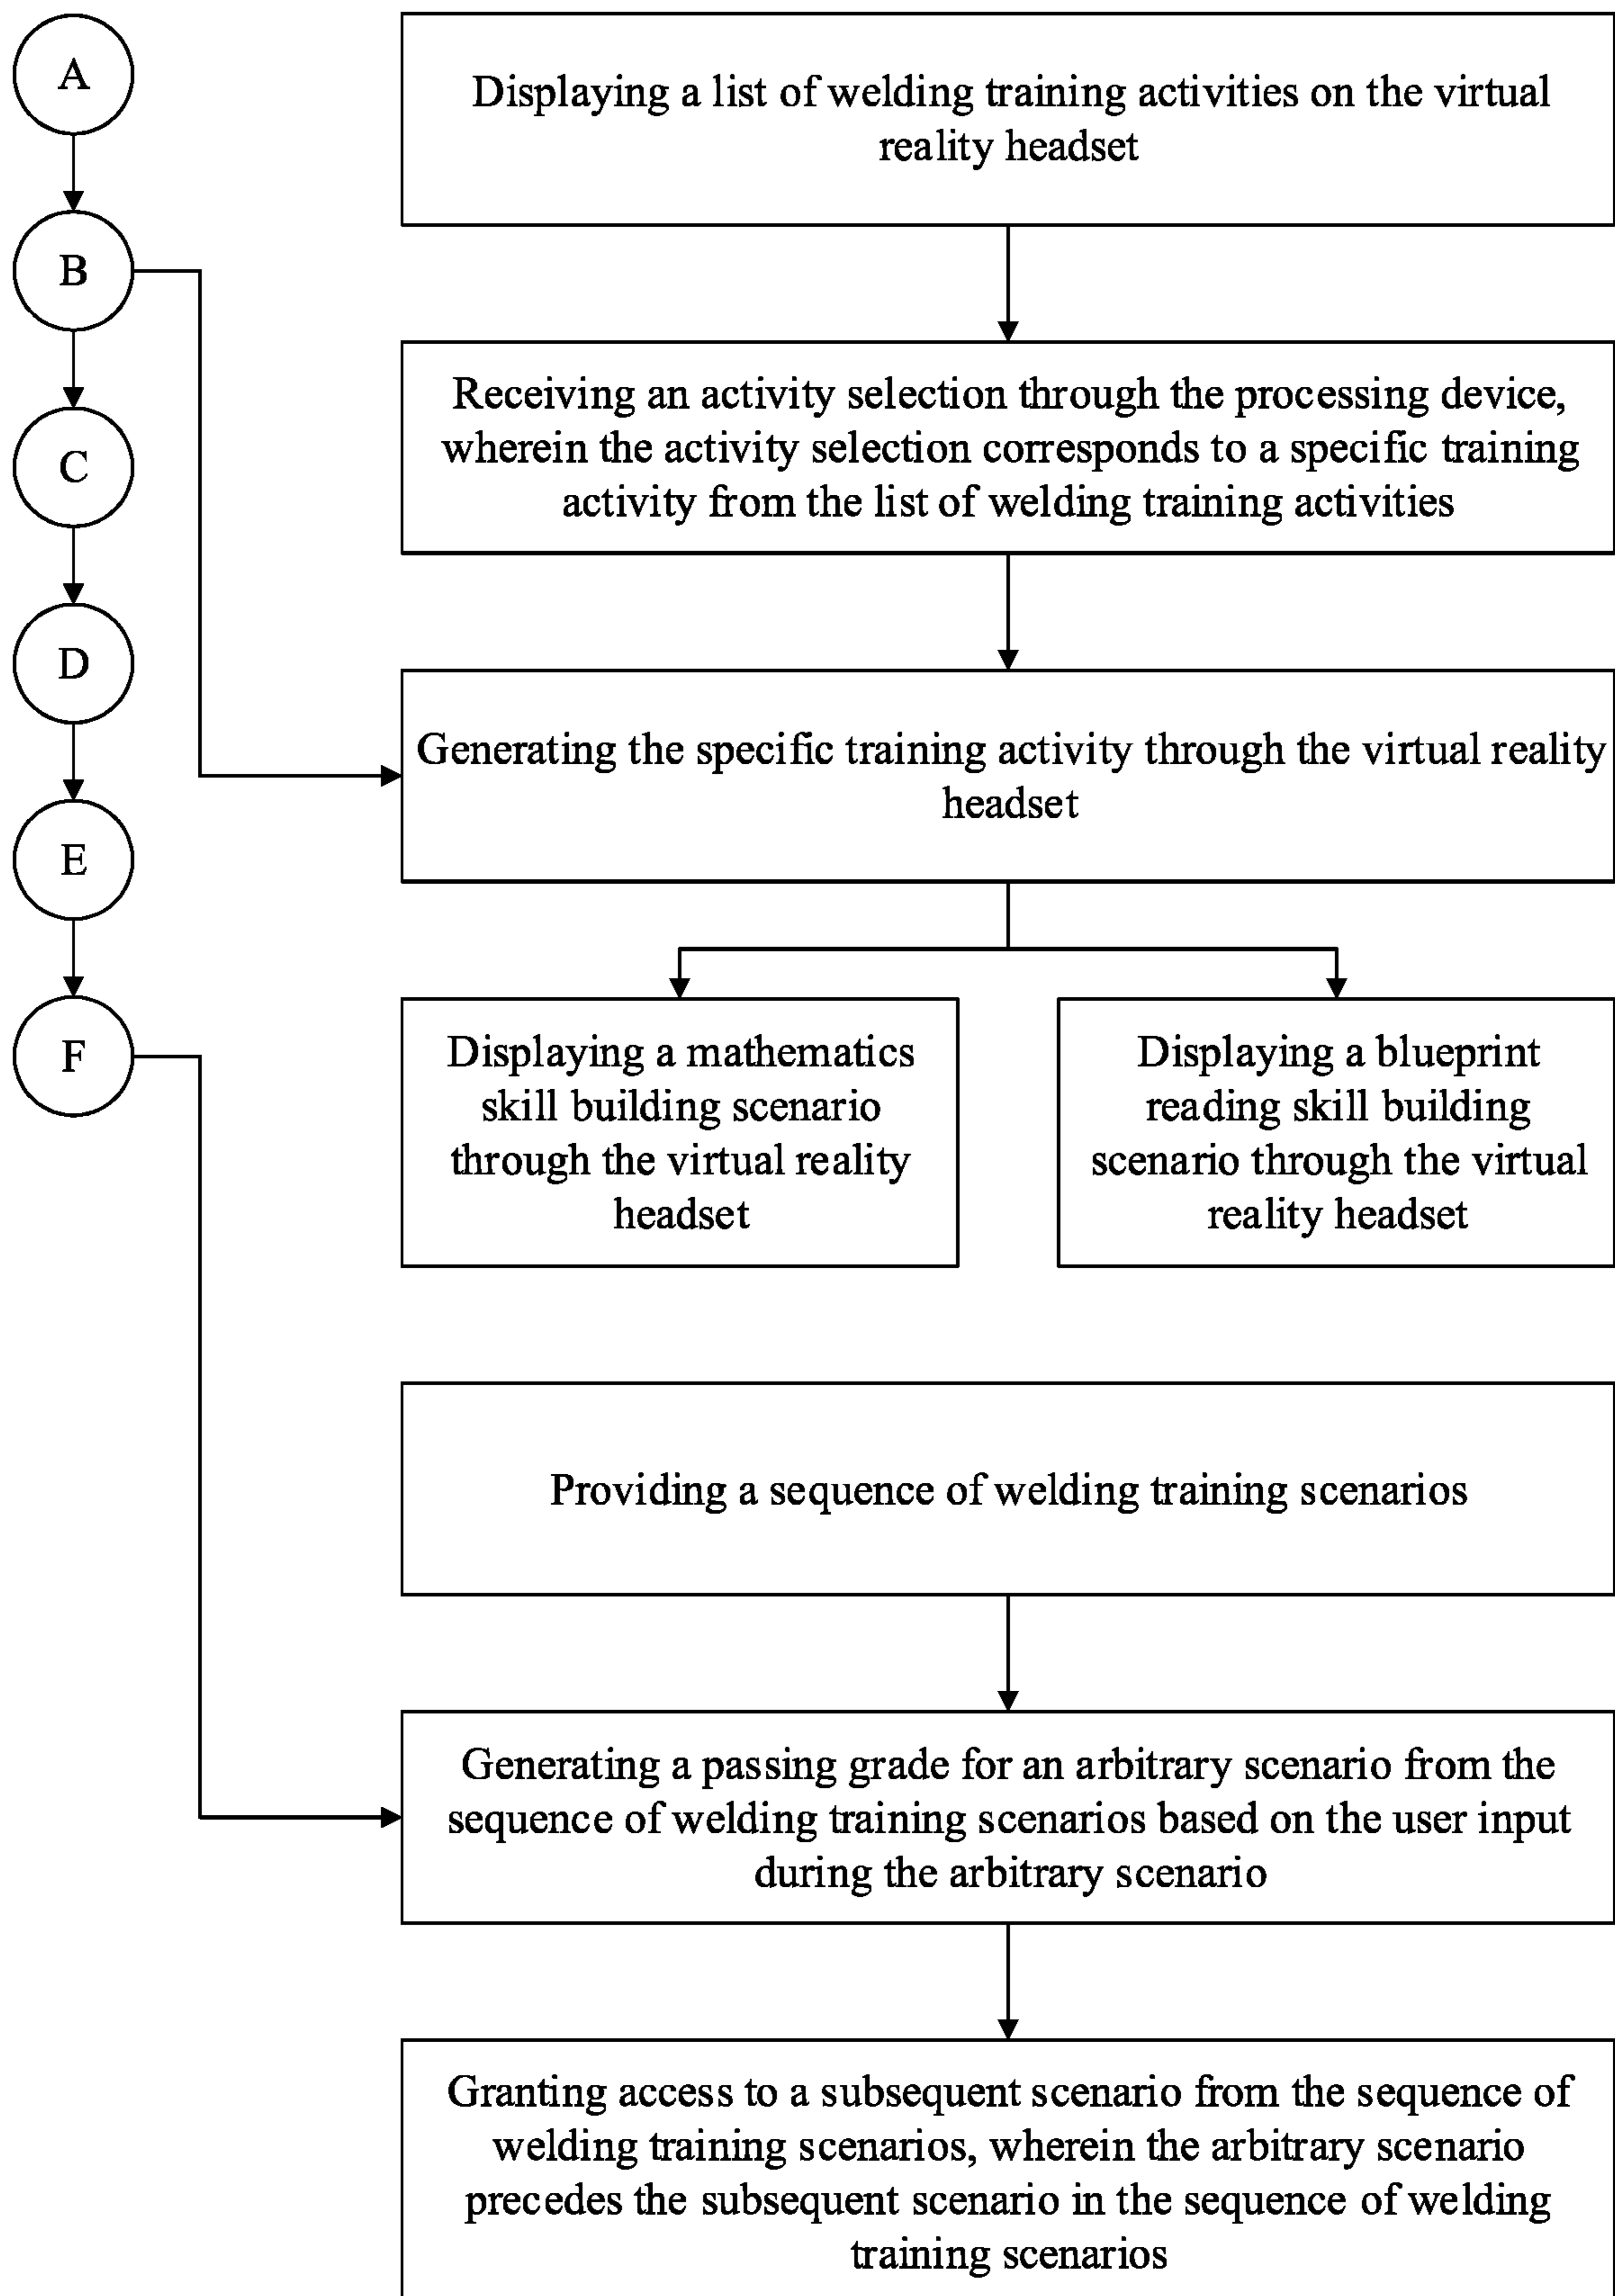 A
B
C
D
E
F
Displaying a list of welding training activities on the virtual
reality headset
Receiving an activity selection through the processing device,
wherein the activity selection corresponds to a specific training
activity from the list of welding training activities
Generating the specific training activity through the virtual reality
headset
Displaying a mathematics
skill building scenario
through the virtual reality
headset
Displaying a blueprint
reading skill building
scenario through the virtual
reality headset
Providing a sequence of welding training scenarios
Generating a passing grade for an arbitrary scenario from the
sequence of welding training scenarios based on the user input
during the arbitrary scenario
Granting access to a subsequent scenario from the sequence of
welding training scenarios, wherein the arbitrary scenario
precedes the subsequent scenario in the sequence of welding
training scenarios